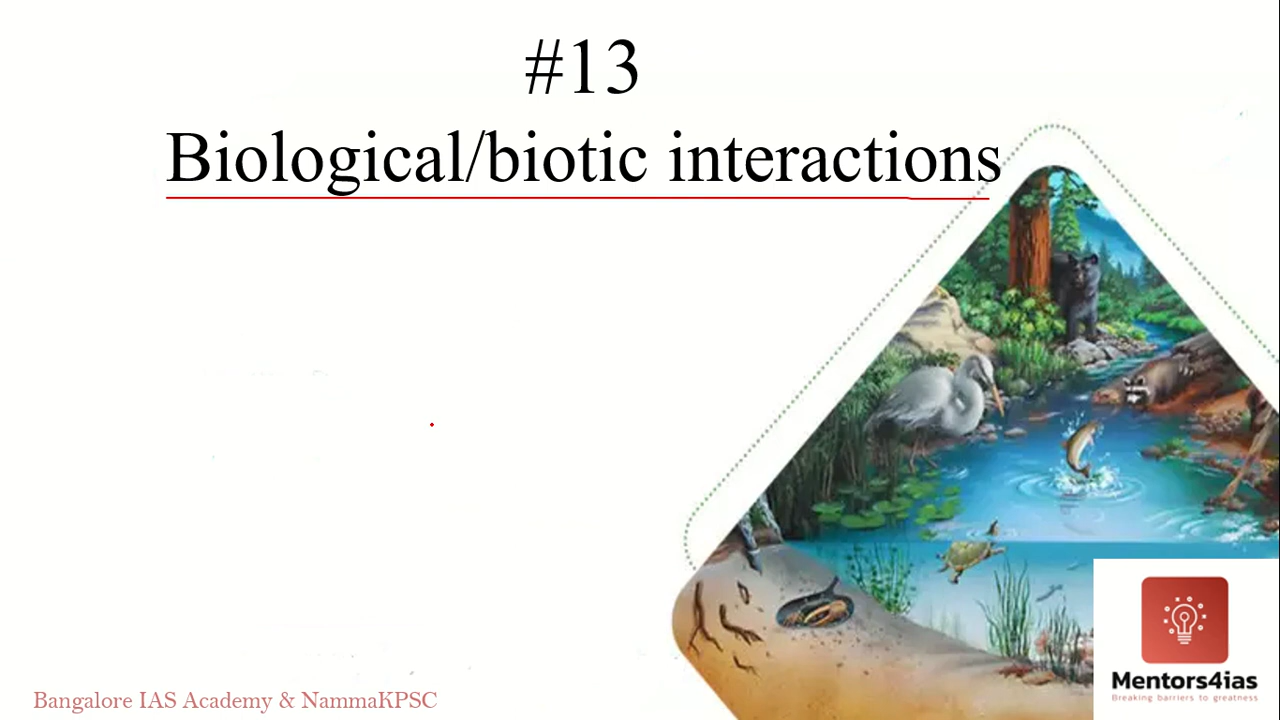 #13
Biological/biotic interactions
Mentors4ias
Breaking barriers to greatness
Bangalore IAS Academy & NammaKPSC